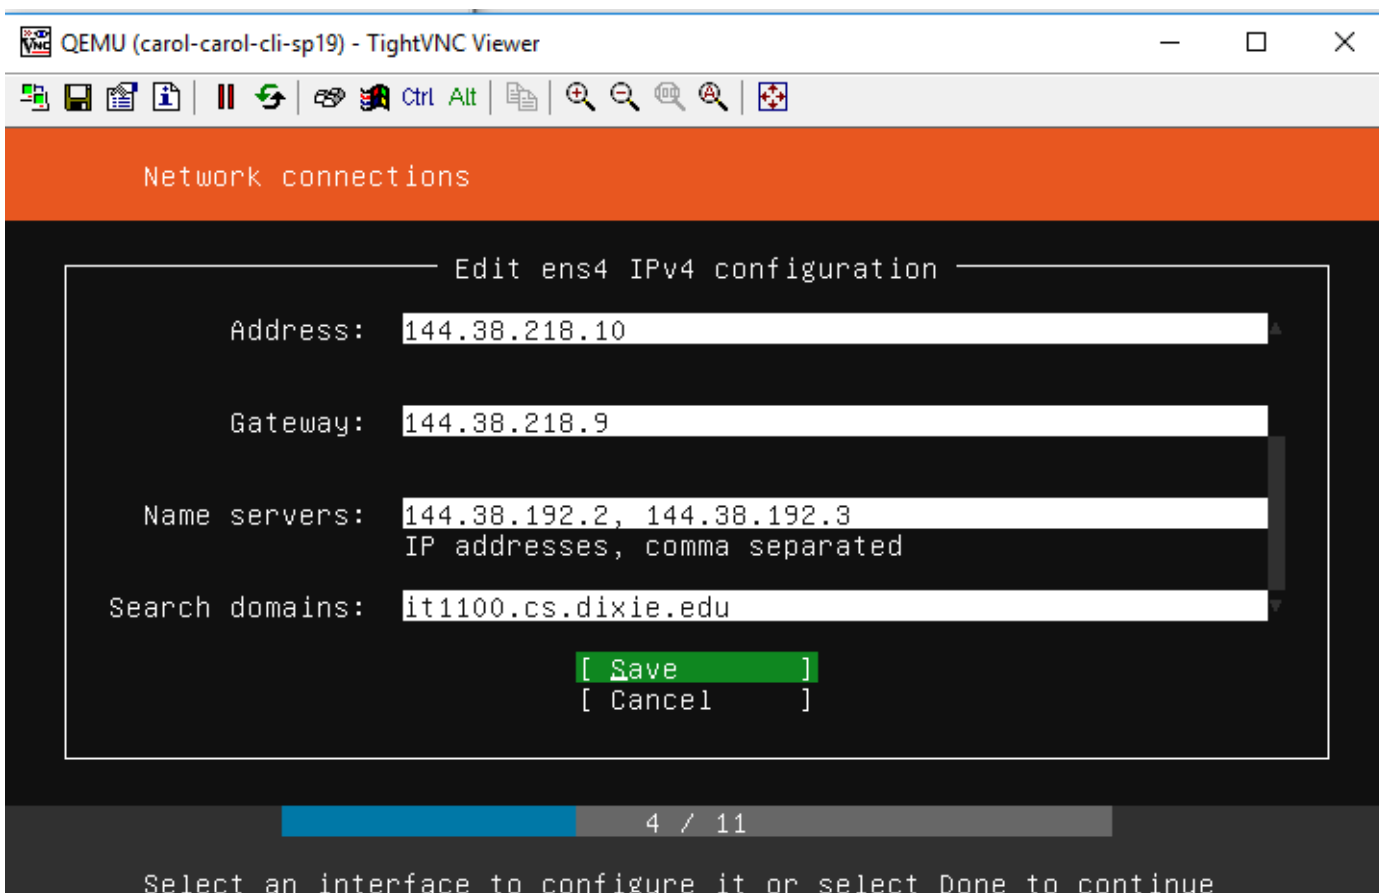 QEMU (carol-carol-cli-sp19) - TightVNC Viewer
Ctrl Alt
Network connections
Edit ens4 IPv4 configuration
Address: 144.38.218.10
Gateway: 144.38.218.9
Name servers: 144.38.192.2, 144.38.192.3
IP addresses, comma separated
Search domains: it1100.cs.dixie.edu
[ Save ]
[ Cancel ]
4 / 11
Select an interface to configure it or select Done to continue